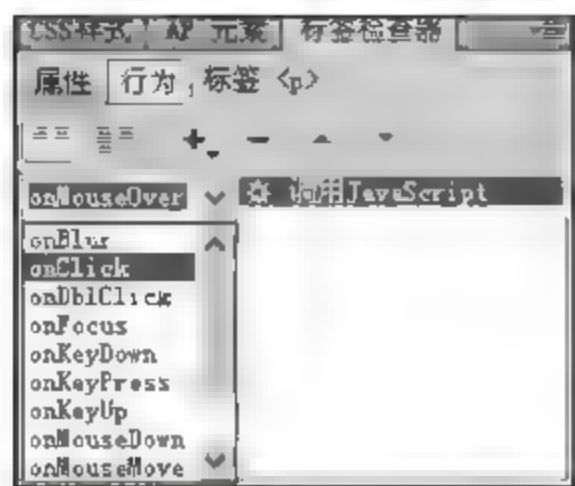 CSS样式 AP 元素 标签检查器
属性 行为 标签 <p>
onMouseOver 调用JavaScript
onBlur
onClick
onDblClick
onFocus
onKeyDown
onKeyPress
onKeyUp
onMouseDown
onMouseMove